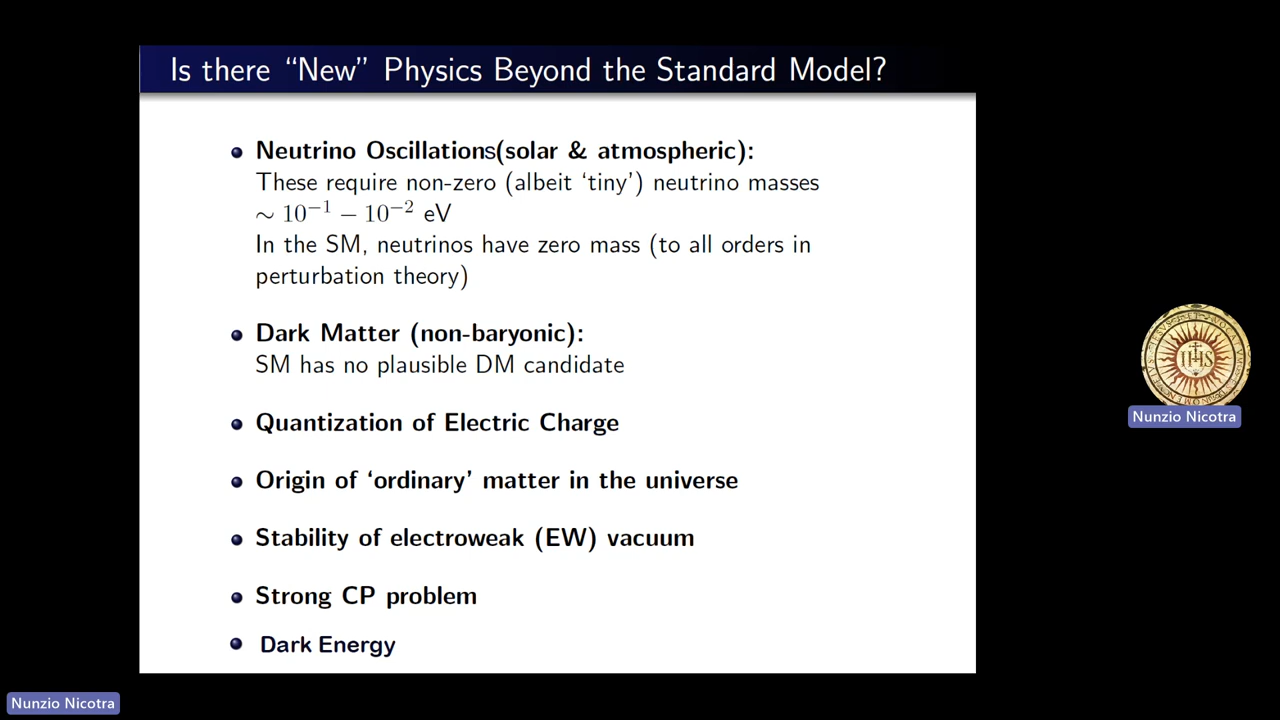 Is there “New” Physics Beyond the Standard Model?
Neutrino Oscillations(solar & atmospheric):
These require non-zero (albeit ‘tiny’) neutrino masses
∼ 10⁻¹ − 10⁻² eV
In the SM, neutrinos have zero mass (to all orders in
perturbation theory)
Dark Matter (non-baryonic):
SM has no plausible DM candidate
Quantization of Electric Charge
Origin of ‘ordinary’ matter in the universe
Stability of electroweak (EW) vacuum
Strong CP problem
Dark Energy
IHS
Nunzio Nicotra
Nunzio Nicotra